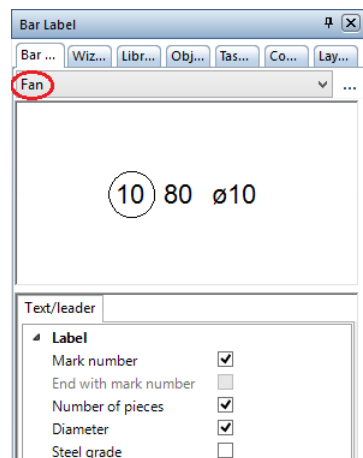 Bar Label
Bar ... Wiz... Libr... Obj... Tas... Co... Lay...
Fan ...
10 80 ø10
Text/leader
Label
Mark number
End with mark number
Number of pieces
Diameter
Steel grade